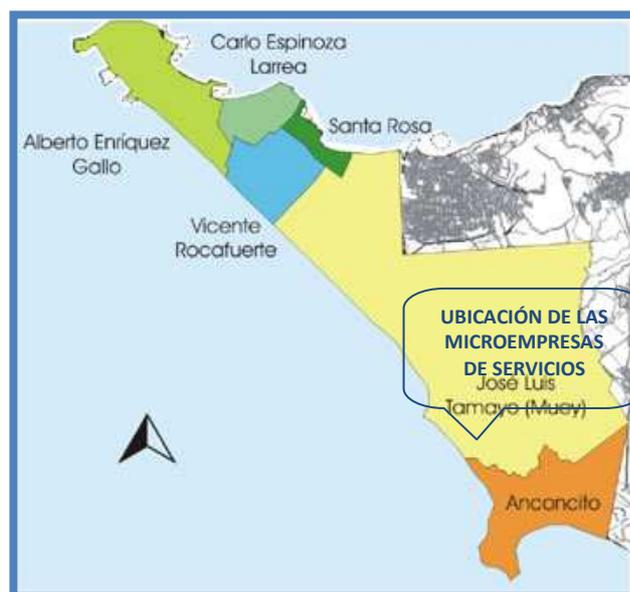 Carlo Espinoza
Larrea
Santa Rosa
Alberto Enríquez
Gallo
Vicente
Rocafuerte
UBICACIÓN DE LAS
MICROEMPRESAS
DE SERVICIOS
José Luis
Tamayo (Muey)
Anconcito